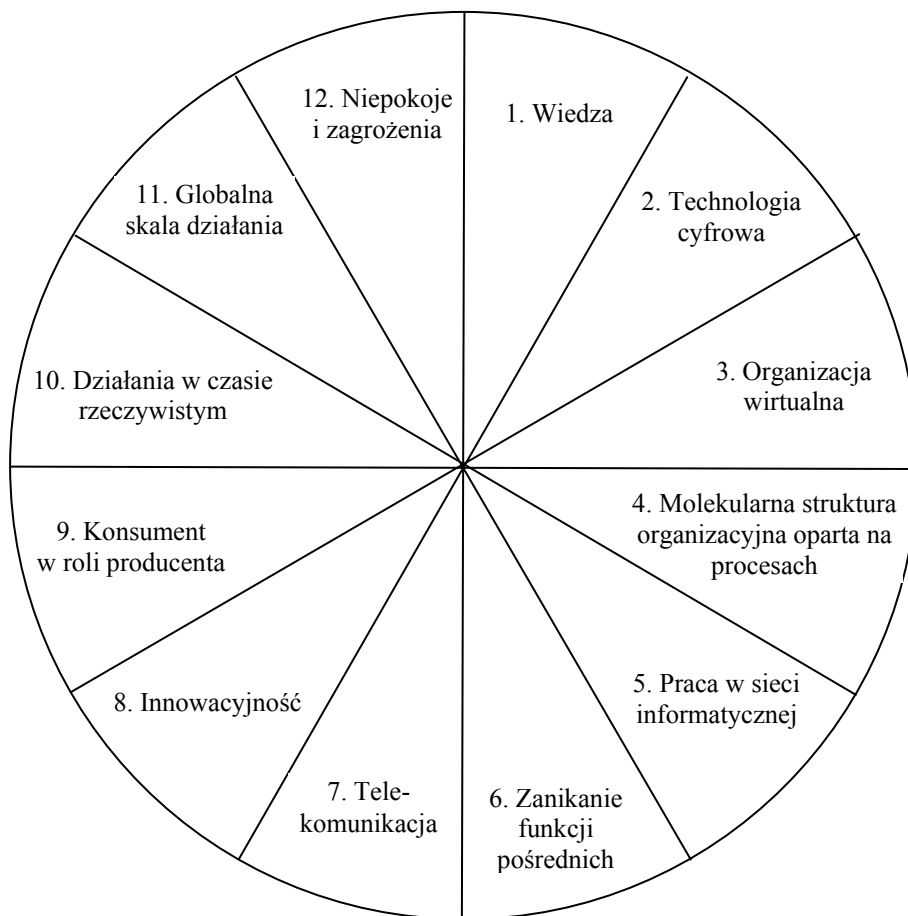 1. Wiedza
2. Technologia
cyfrowa
3. Organizacja
wirtualna
4. Molekularna struktura
organizacyjna oparta na
procesach
5. Praca w sieci
informatycznej
6. Zanikanie
funkcji
pośrednich
7. Tele-
komunikacja
8. Innowacyjność
9. Konsument
w roli producenta
10. Działania w czasie
rzeczywistym
11. Globalna
skala działania
12. Niepokoje
i zagrożenia